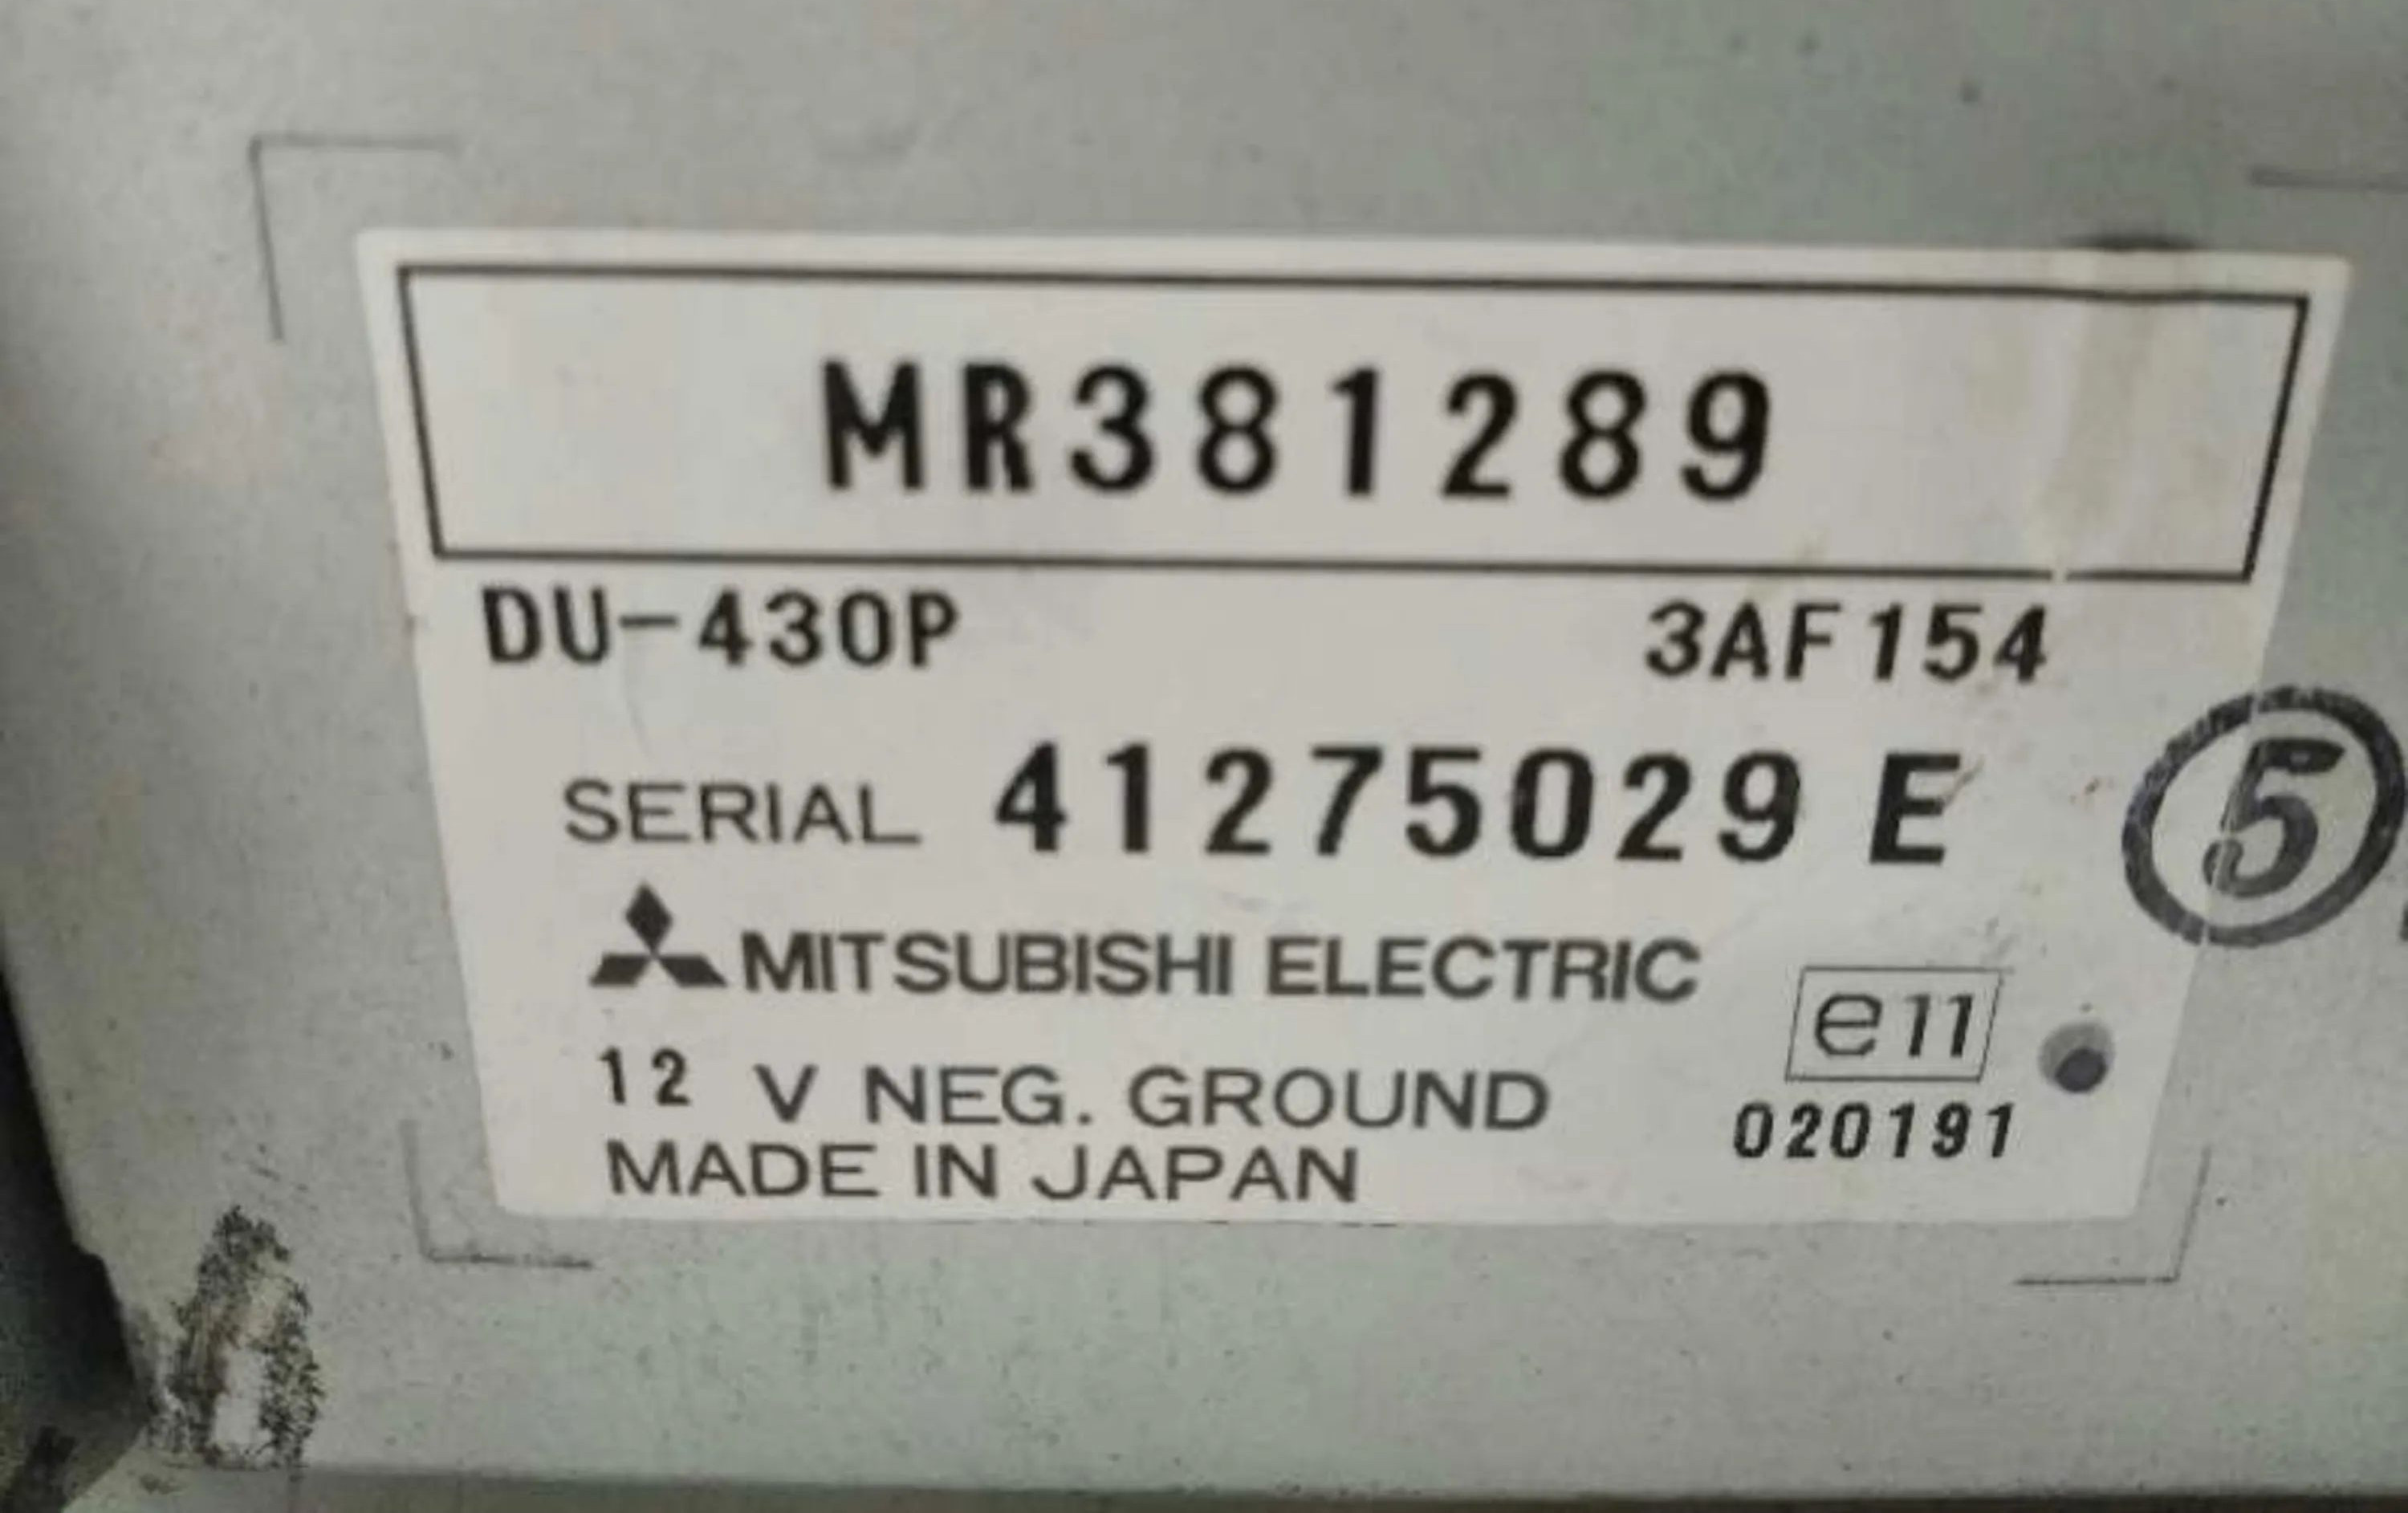 MR381289
DU-430P 3AF154
SERIAL 41275029 E
5
MITSUBISHI ELECTRIC
e11
12 V NEG. GROUND
020191
MADE IN JAPAN